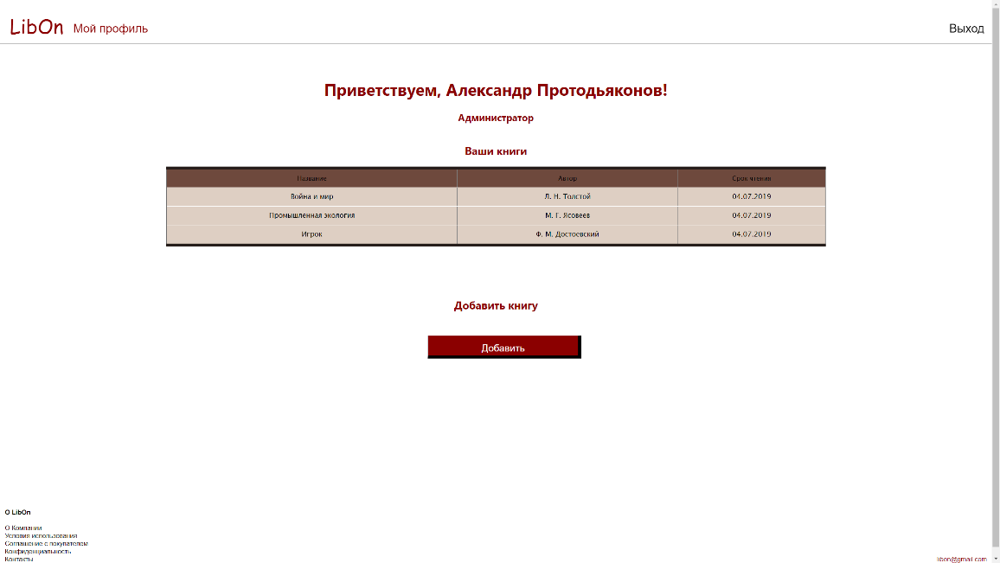 LibOn Мой профиль Выход
Приветствуем, Александр Протодьяконов!
Администратор
Ваши книги
Название Автор Срок чтения
Война и мир Л. Н. Толстой 04.07.2019
Промышленная экология М. Г. Ясовеев 04.07.2019
Игрок Ф. М. Достоевский 04.07.2019
Добавить книгу
Добавить
О LibOn
О Компании
Условия использования
Соглашение с покупателем
Конфиденциальность
Контакты libon@gmail.com